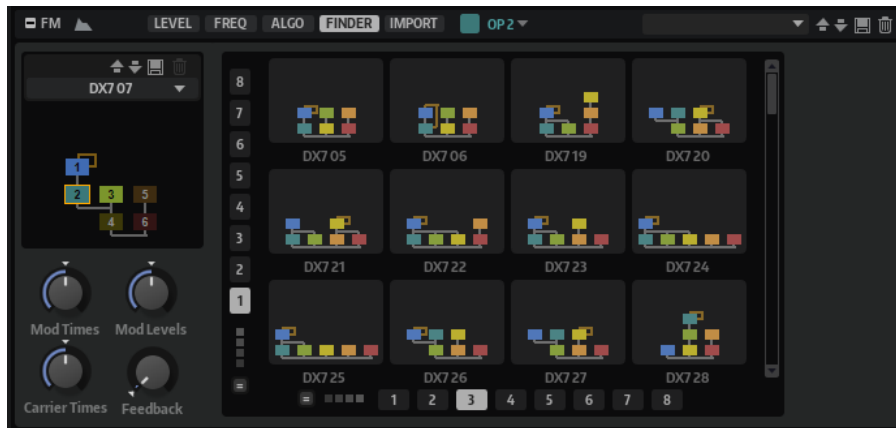 FM LEVEL FREQ ALGO FINDER IMPORT OP 2
DX7 07
1
2 3 5
4 6
Mod Times Mod Levels
Carrier Times Feedback
8
7
6
5
4
3
2
1
=
DX7 05 DX7 06 DX7 19 DX7 20
DX7 21 DX7 22 DX7 23 DX7 24
DX7 25 DX7 26 DX7 27 DX7 28
= 1 2 3 4 5 6 7 8